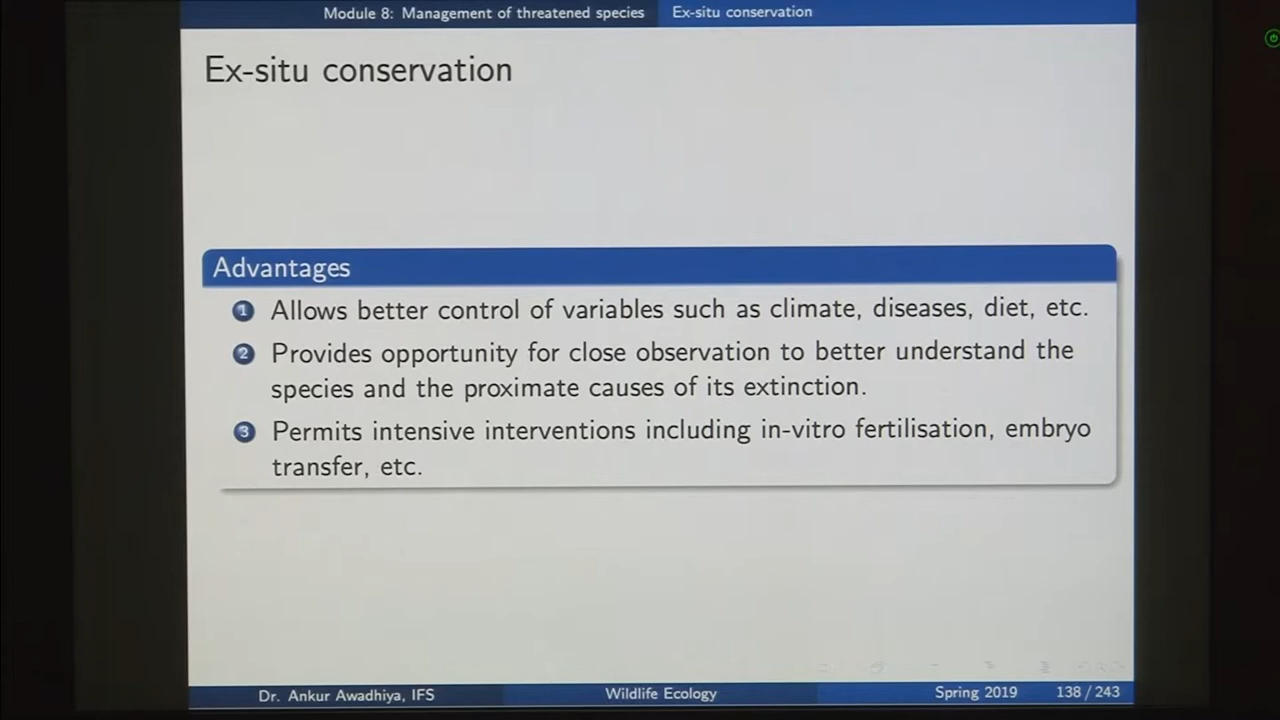 Module 8: Management of threatened species Ex-situ conservation
Ex-situ conservation
Advantages
1 Allows better control of variables such as climate, diseases, diet, etc.
2 Provides opportunity for close observation to better understand the
species and the proximate causes of its extinction.
3 Permits intensive interventions including in-vitro fertilisation, embryo
transfer, etc.
Dr. Ankur Awadhiya, IFS Wildlife Ecology Spring 2019 138 / 243